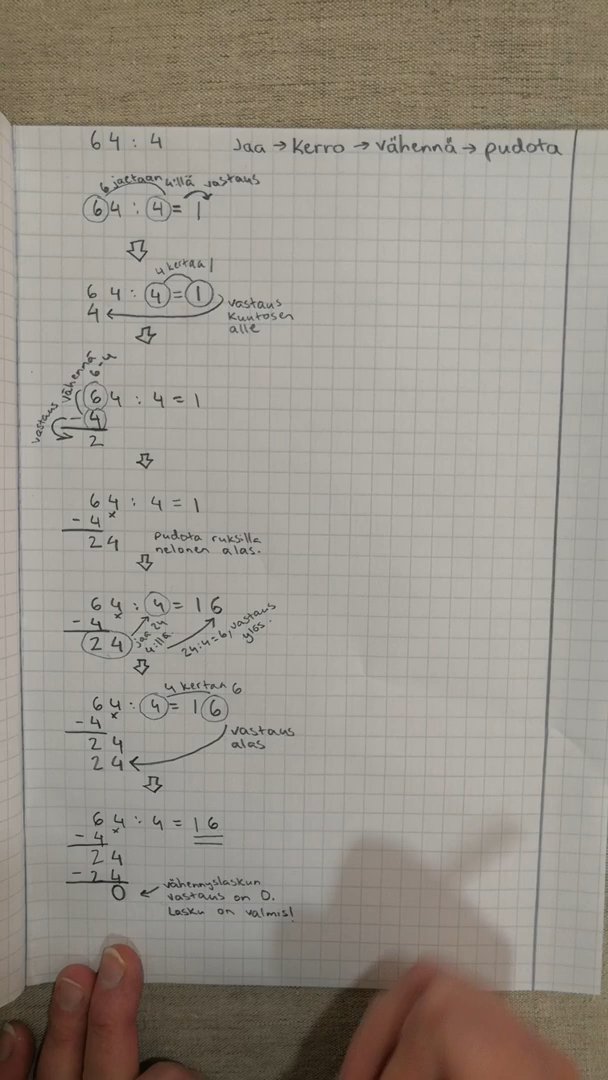 64 : 4
Jaa → Kerro → vähennä → pudota
6 jaetaan 4:llä vastaus
64 : 4 = 1
4 kertaa 1
64 : 4 = 1
4
vastaus
kuutosen
alle
vähennä
6-4
vastaus
64 : 4 = 1
- 4
2
64 : 4 = 1
- 4 x
24
pudota ruksilla
nelonen alas.
64 : 4 = 16
- 4 x
24
jaa 24
4:llä
24:4=6, vastaus
ylös.
4 kertaa 6
64 : 4 = 16
- 4 x
24
24
vastaus
alas
64 : 4 = 16
- 4 x
24
- 24
0
vähennyslaskun
vastaus on 0.
Lasku on valmis!